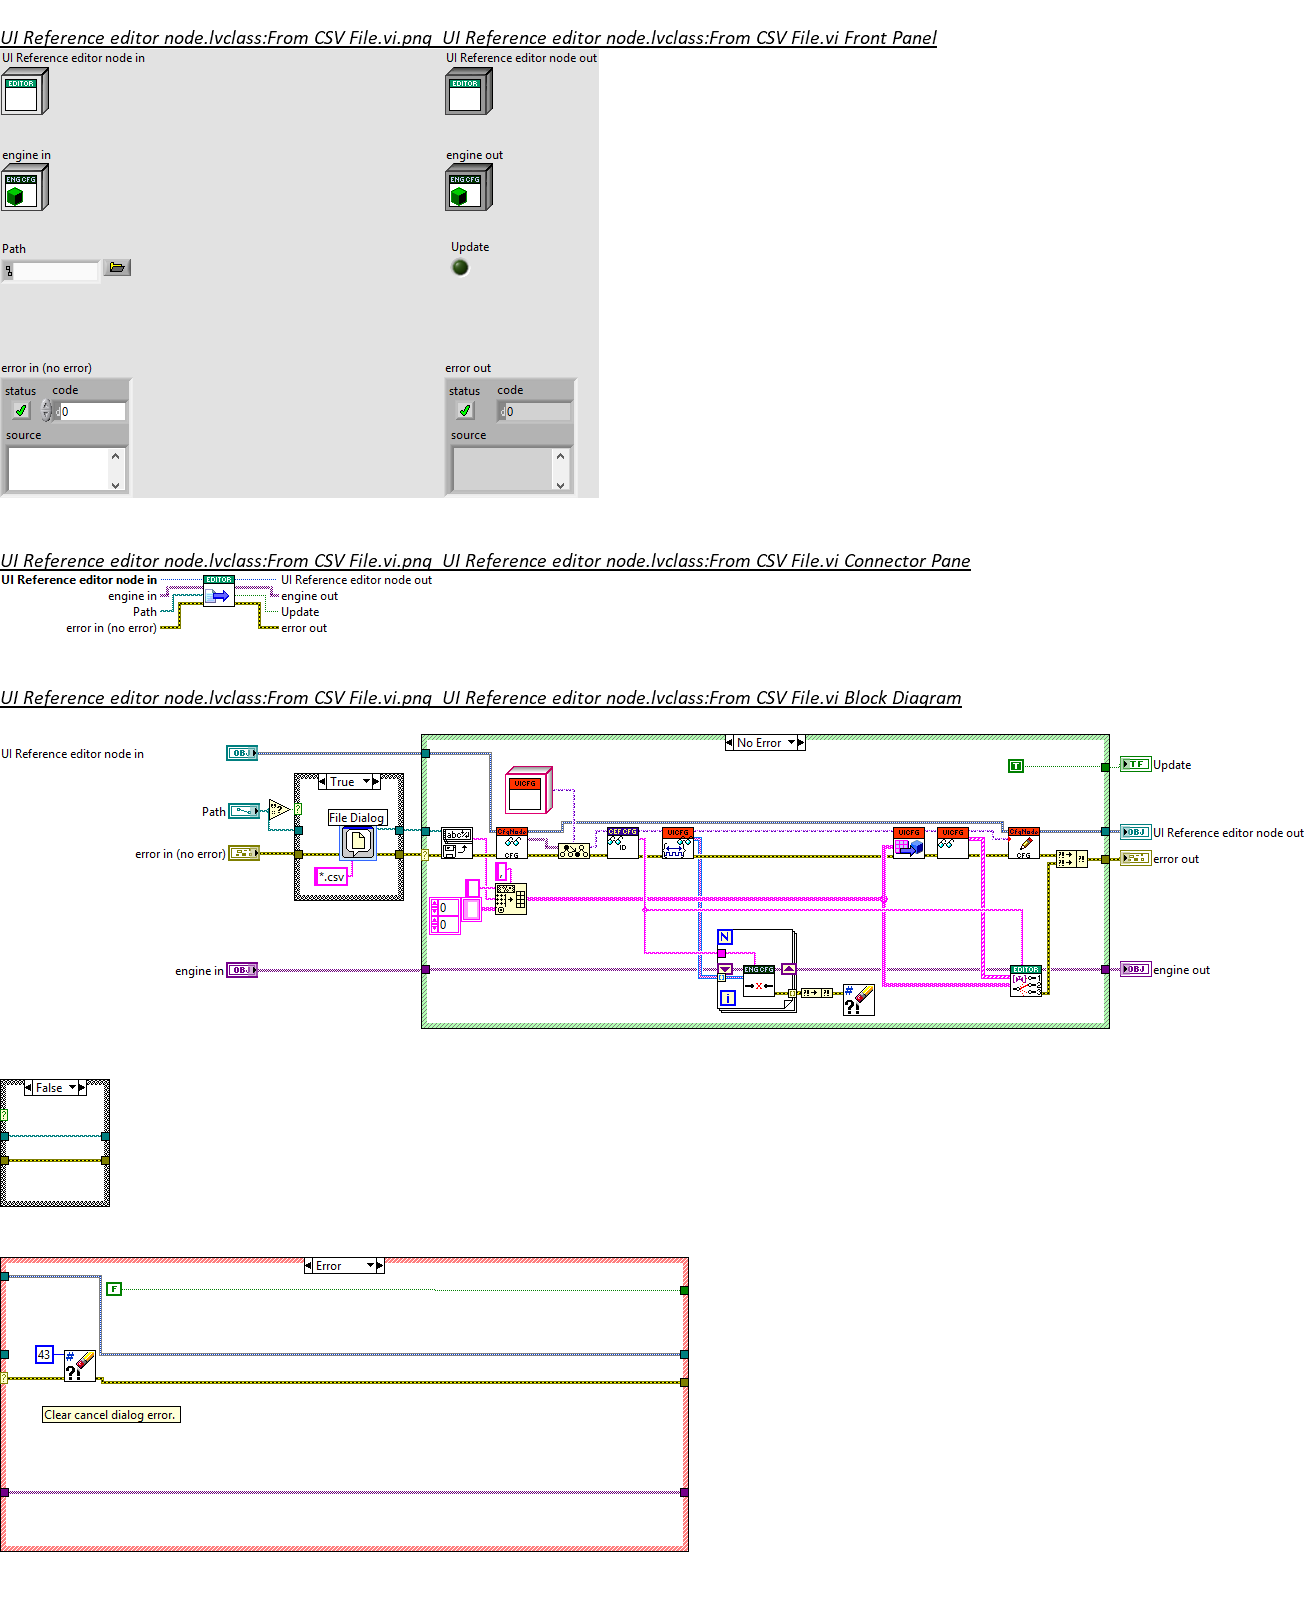 UI Reference editor node.lvclass:From CSV File.vi.png UI Reference editor node.lvclass:From CSV File.vi Front Panel
UI Reference editor node in
UI Reference editor node out
EDITOR
EDITOR
engine in
engine out
ENG CFG
ENG CFG
Path
Update
error in (no error)
error out
status code
status code
0
0
source
source
UI Reference editor node.lvclass:From CSV File.vi.png UI Reference editor node.lvclass:From CSV File.vi Connector Pane
UI Reference editor node in
EDITOR
UI Reference editor node out
engine in
engine out
Path
Update
error in (no error)
error out
UI Reference editor node.lvclass:From CSV File.vi.png UI Reference editor node.lvclass:From CSV File.vi Block Diagram
No Error
UI Reference editor node in
OBJ
T
TF
Update
True
UICFG
Path
File Dialog
error in (no error)
*.csv
abc
CfgNode
CFG
CEF CFG
ID
UICFG
UICFG
UICFG
CfgNode
CFG
OBJ
UI Reference editor node out
error out
,
0
0
N
ENG CFG
i
#
?!
EDITOR
1
2
3
engine in
OBJ
OBJ
engine out
False
Error
F
43
#
?!
Clear cancel dialog error.